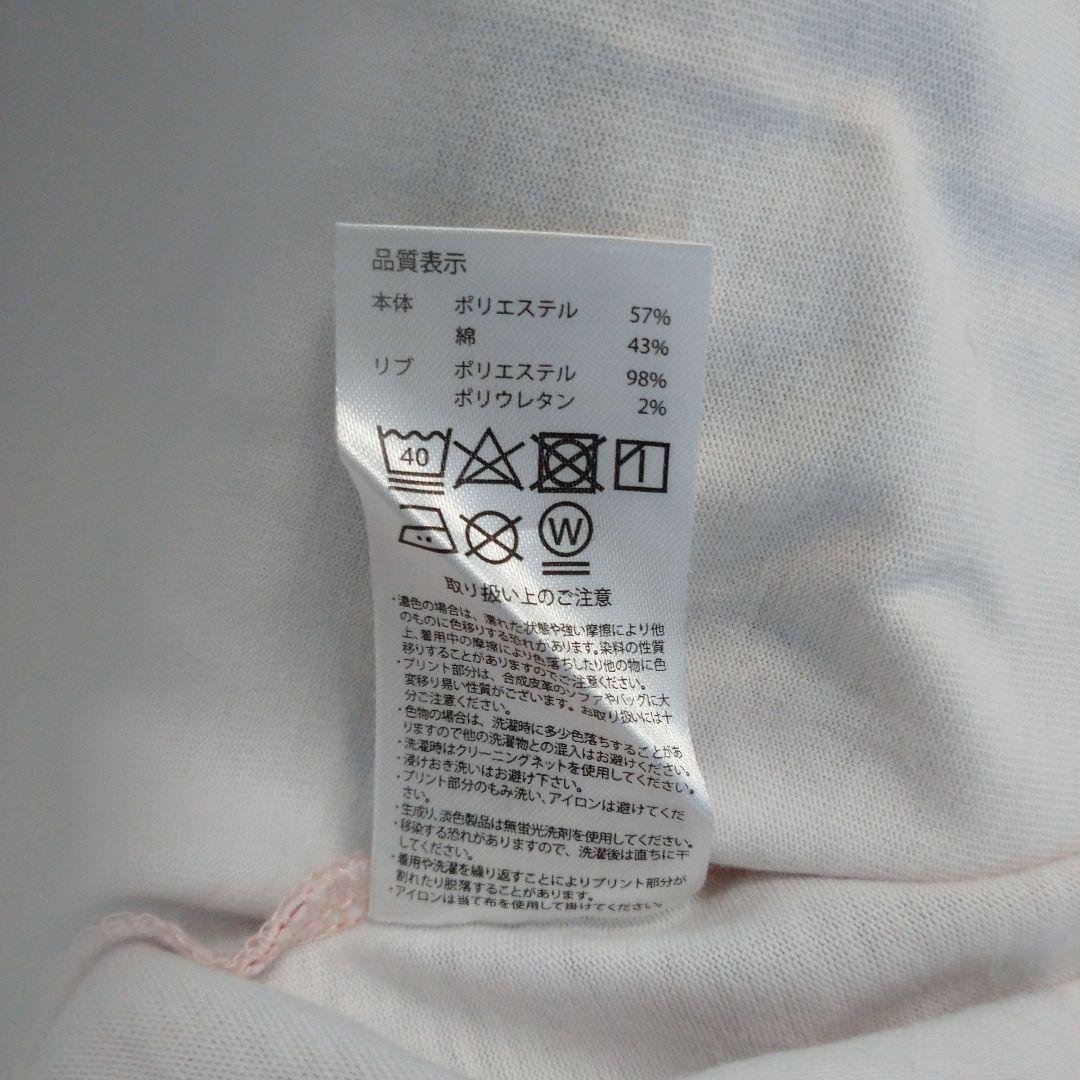 品質表示
本体 ポリエステル 57%
綿 43%
リブ ポリエステル 98%
ポリウレタン 2%
40
W
取り扱い上のご注意
・濃色の場合は、濡れた状態や強い摩擦により他
のものに色移りする恐れがあります。染料の性質
上、着用中の摩擦により色落ちしたり他の物に色
移りすることがありますのでご注意ください。
・プリント部分は、合成皮革のソファやバッグに大
変移り易い性質がございます。お取り扱いには十
分ご注意ください。
・色物の場合は、洗濯時に多少色落ちすることがあ
りますので他の洗濯物との混入はお避けください。
・洗濯時はクリーニングネットを使用してください。
・浸けおき洗いはお避け下さい。
・プリント部分のもみ洗い、アイロンは避けてくだ
さい。
・生成り、淡色製品は無蛍光洗剤を使用してください。
・移染する恐れがありますので、洗濯後は直ちに干
してください。
・着用や洗濯を繰り返すことによりプリント部分が
割れたり脱落することがあります。
・アイロンは当て布を使用して掛けてください。